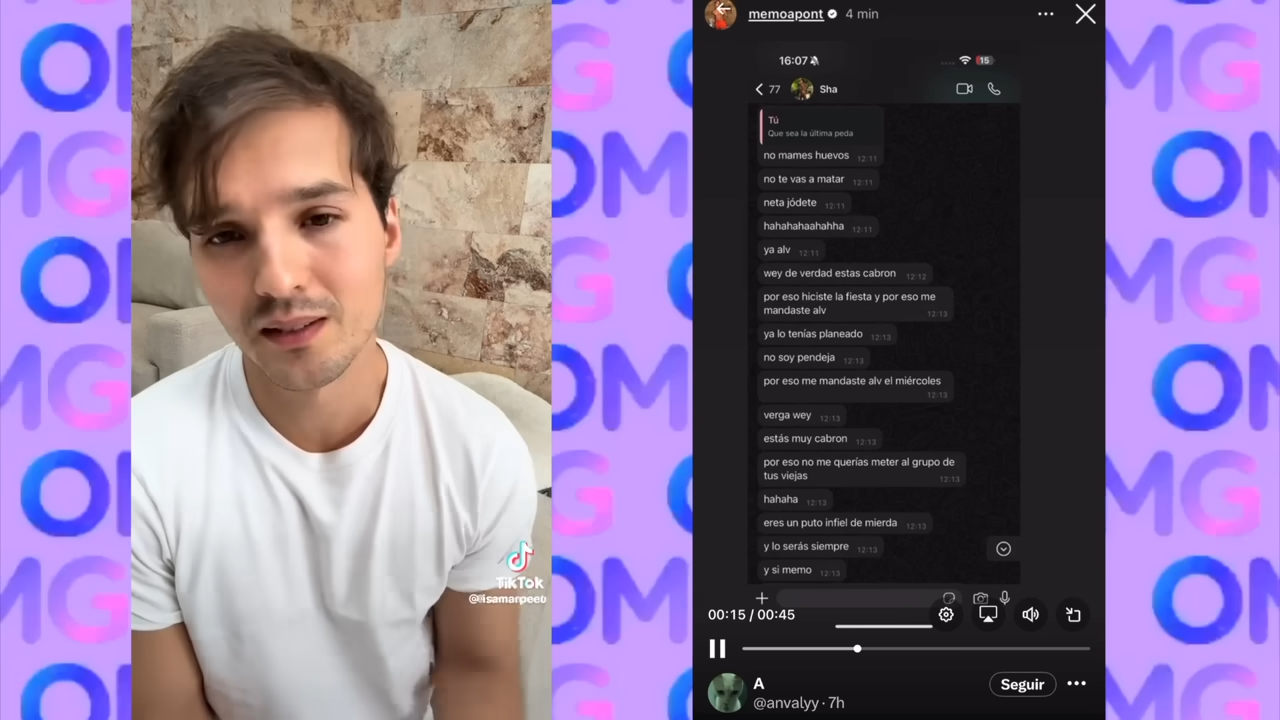 OMG
OMG
OMG
OMG
TikTok
@isamarpeeb
memoapont 4 min
16:07
15
77 Sha
Tú
Que sea la última peda
no mames huevos 12:11
no te vas a matar 12:11
neta jódete 12:11
hahahahaahahha 12:11
ya alv 12:11
wey de verdad estas cabron 12:12
por eso hiciste la fiesta y por eso me
mandaste alv 12:13
ya lo tenías planeado 12:13
no soy pendeja 12:13
por eso me mandaste alv el miércoles
12:13
verga wey 12:13
estás muy cabron 12:13
por eso no me querías meter al grupo de
tus viejas 12:13
hahaha 12:13
eres un puto infiel de mierda 12:13
y lo serás siempre 12:13
y si memo 12:13
00:15 / 00:45
A
@anvalyy · 7h
Seguir